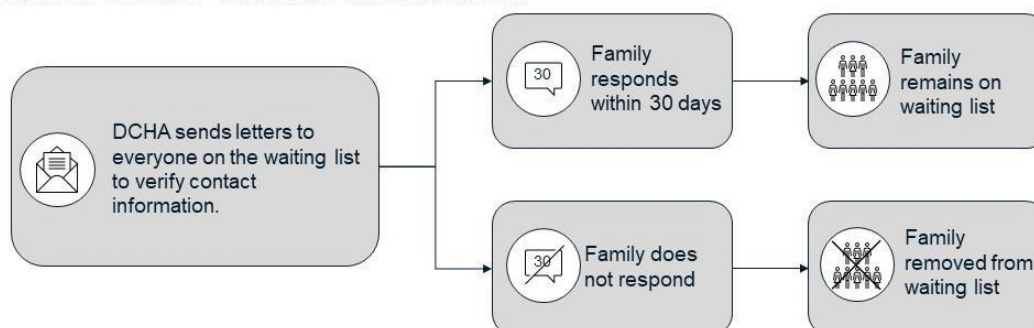 DCHA sends letters to
everyone on the waiting list
to verify contact
information.
30
Family
responds
within 30 days
30
Family does
not respond
Family
remains on
waiting list
Family
removed from
waiting list